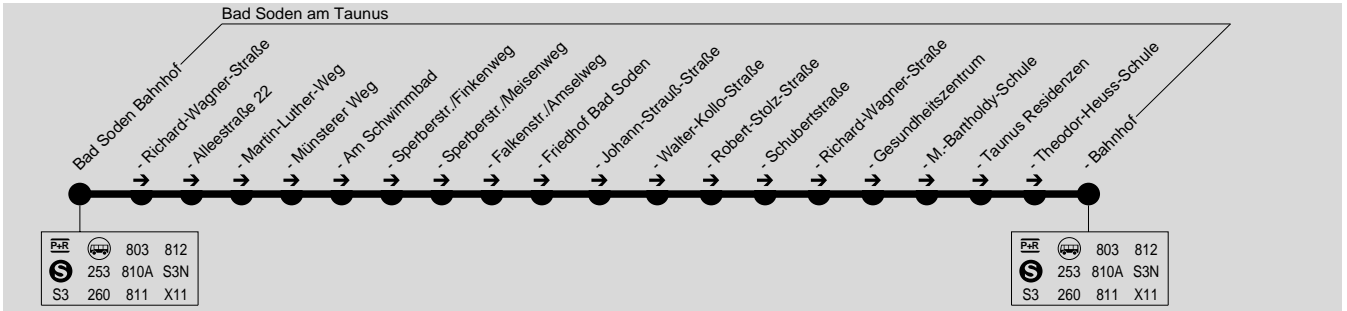 Bad Soden am Taunus
Bad Soden Bahnhof
- Richard-Wagner-Straße
- Alleestraße 22
- Martin-Luther-Weg
- Münsterer Weg
- Am Schwimmbad
- Sperberstr./Finkenweg
- Sperberstr./Meisenweg
- Falkenstr./Amselweg
- Friedhof Bad Soden
- Johann-Strauß-Straße
- Walter-Kollo-Straße
- Robert-Stolz-Straße
- Schubertstraße
- Richard-Wagner-Straße
- Gesundheitszentrum
- M.-Bartholdy-Schule
- Taunus Residenzen
- Theodor-Heuss-Schule
- Bahnhof
P+R 803 812
S 253 810A S3N
S3 260 811 X11
P+R 803 812
S 253 810A S3N
S3 260 811 X11